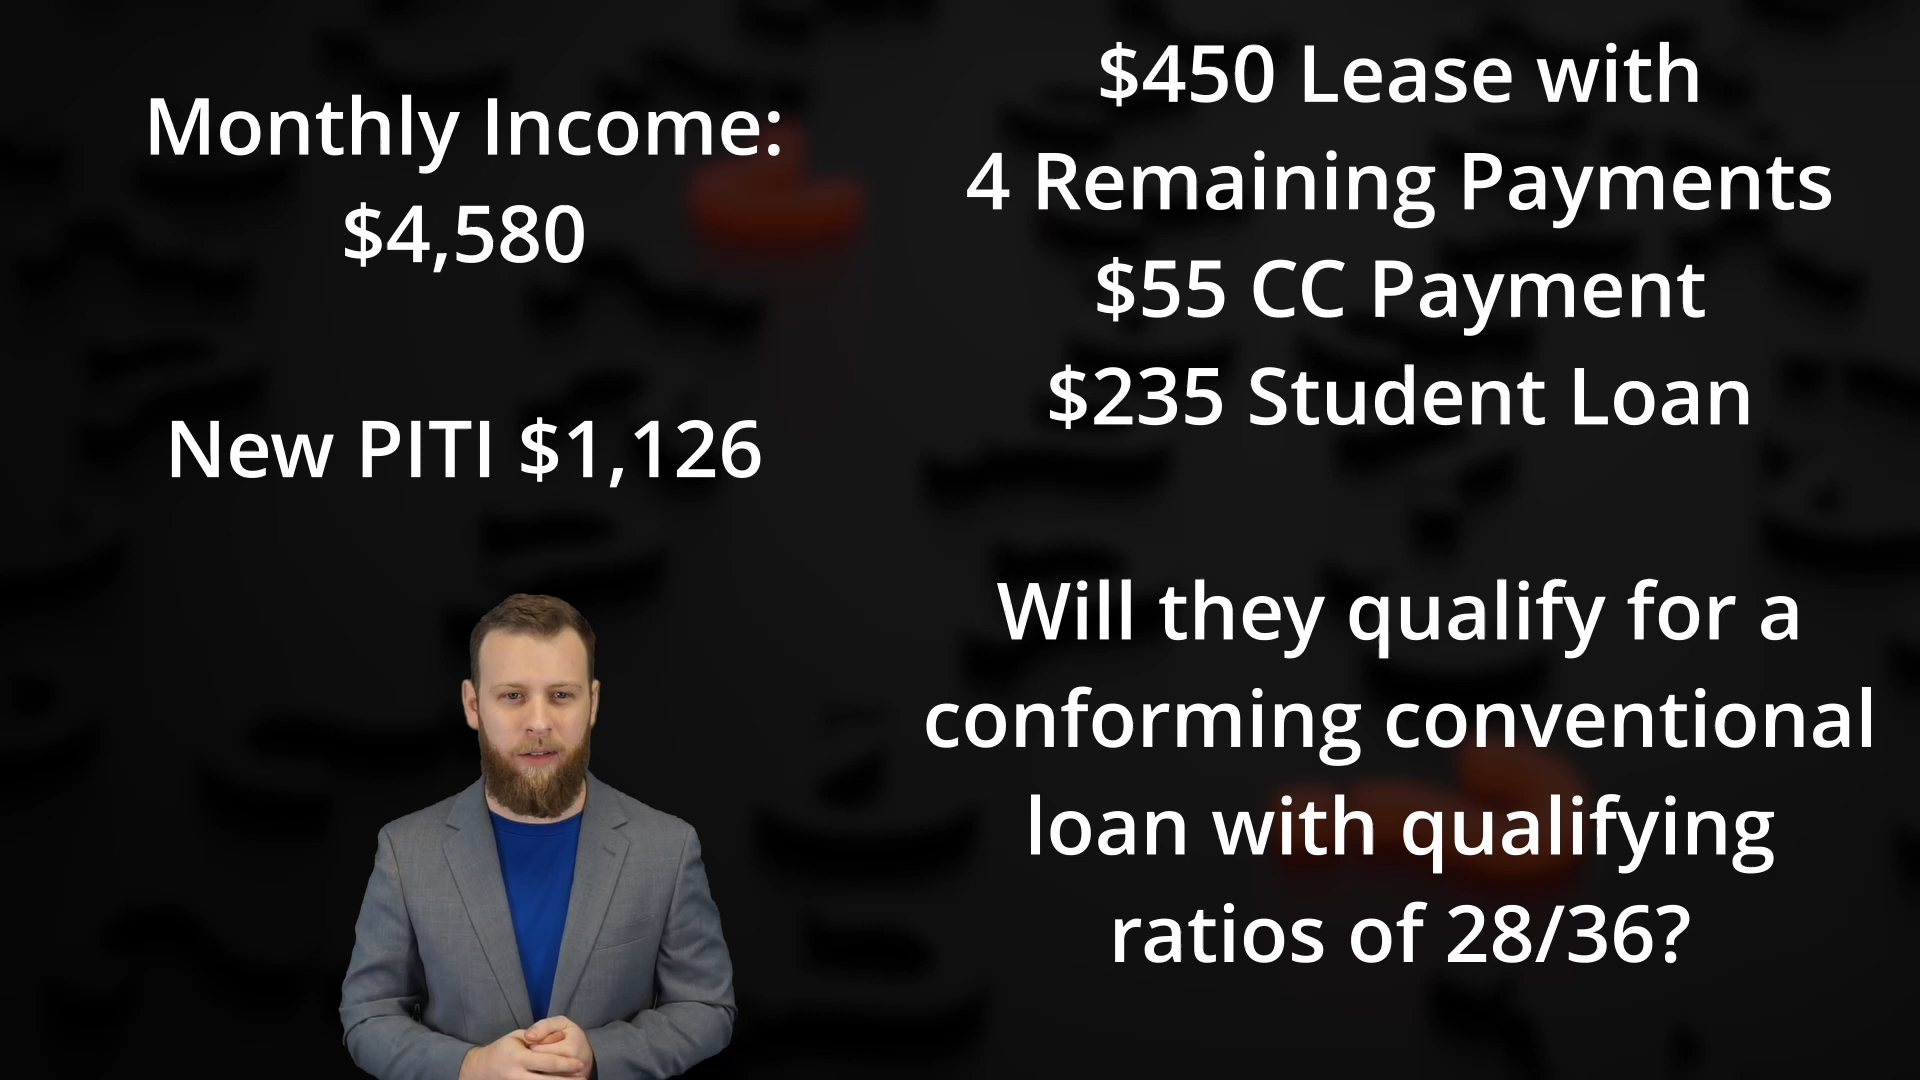 Monthly Income:
$4,580
New PITI $1,126
$450 Lease with
4 Remaining Payments
$55 CC Payment
$235 Student Loan
Will they qualify for a
conforming conventional
loan with qualifying
ratios of 28/36?